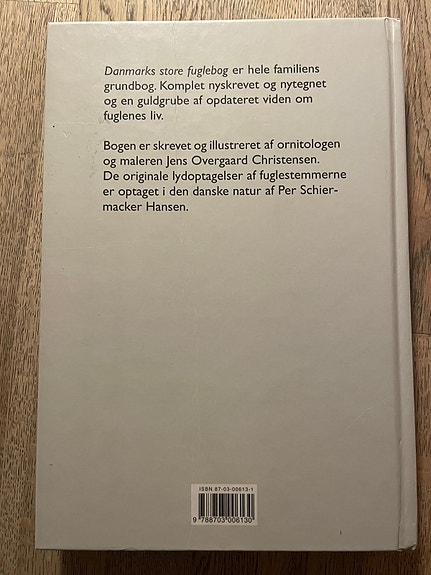 Danmarks store fuglebog er hele familiens
grundbog. Komplet nyskrevet og nytegnet
og en guldgrube af opdateret viden om
fuglenes liv.
Bogen er skrevet og illustreret af ornitologen
og maleren Jens Overgaard Christensen.
De originale lydoptagelser af fuglestemmerne
er optaget i den danske natur af Per Schier-
macker Hansen.
ISBN 87-03-00613-1
9 788703 006130